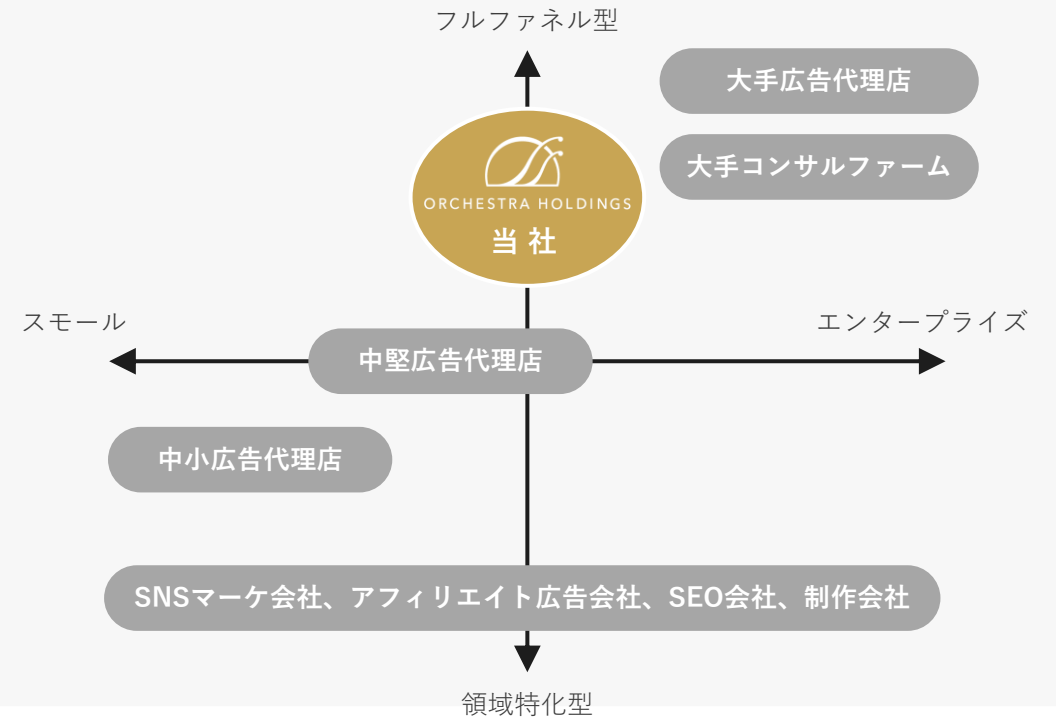 フルファネル型
大手広告代理店
大手コンサルファーム
ORCHESTRA HOLDINGS
当社
スモール
エンタープライズ
中堅広告代理店
中小広告代理店
SNSマーケ会社、アフィリエイト広告会社、SEO会社、制作会社
領域特化型